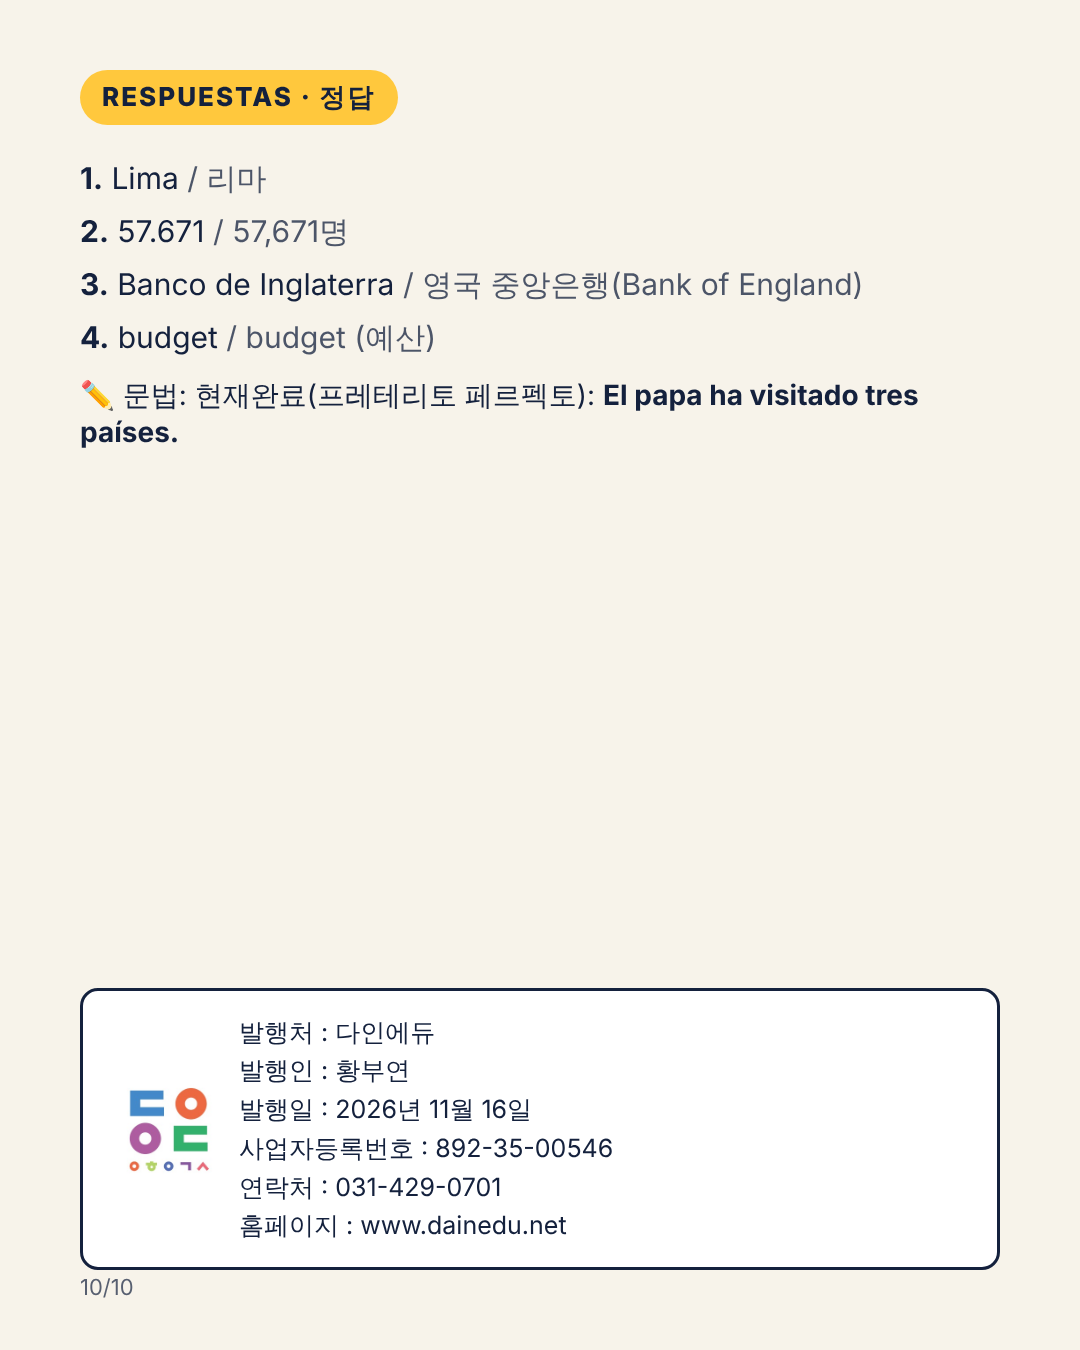 RESPUESTAS · 정답
1. Lima / 리마
2. 57.671 / 57,671명
3. Banco de Inglaterra / 영국 중앙은행(Bank of England)
4. budget / budget (예산)
✏️ 문법: 현재완료(프레테리토 페르펙토): El papa ha visitado tres
países.
발행처 : 다인에듀
발행인 : 황부연
발행일 : 2026년 11월 16일
사업자등록번호 : 892-35-00546
연락처 : 031-429-0701
홈페이지 : www.dainedu.net
10/10